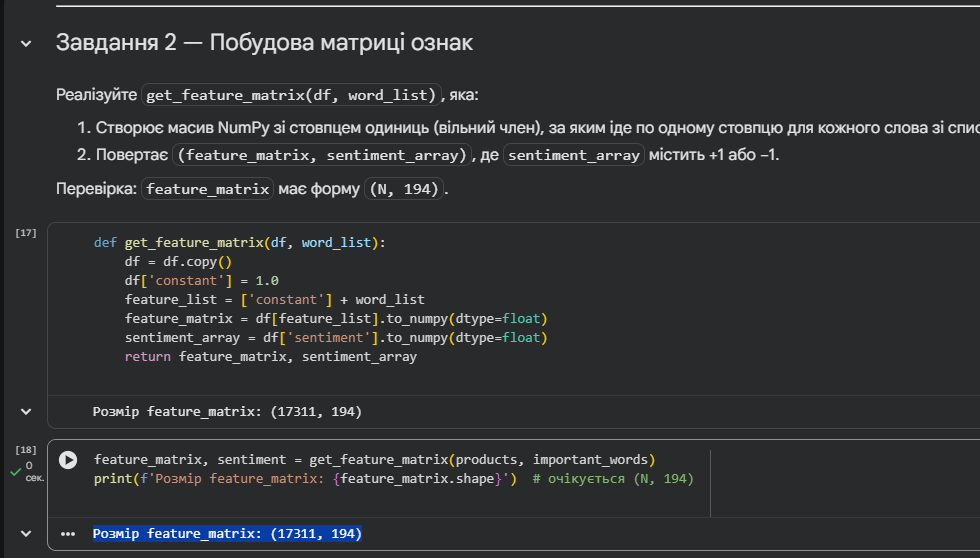 Завдання 2 — Побудова матриці ознак
Реалізуйте get_feature_matrix(df, word_list), яка:
1. Створює масив NumPy зі стовпцем одиниць (вільний член), за яким іде по одному стовпцю для кожного слова зі
2. Повертає (feature_matrix, sentiment_array), де sentiment_array містить +1 або −1.
Перевірка: feature_matrix має форму (N, 194).
[17]
def get_feature_matrix(df, word_list):
    df = df.copy()
    df['constant'] = 1.0
    feature_list = ['constant'] + word_list
    feature_matrix = df[feature_list].to_numpy(dtype=float)
    sentiment_array = df['sentiment'].to_numpy(dtype=float)
    return feature_matrix, sentiment_array
Розмір feature_matrix: (17311, 194)
[18]
0
сек.
feature_matrix, sentiment = get_feature_matrix(products, important_words)
print(f'Розмір feature_matrix: {feature_matrix.shape}')  # очікується (N, 194)
Розмір feature_matrix: (17311, 194)